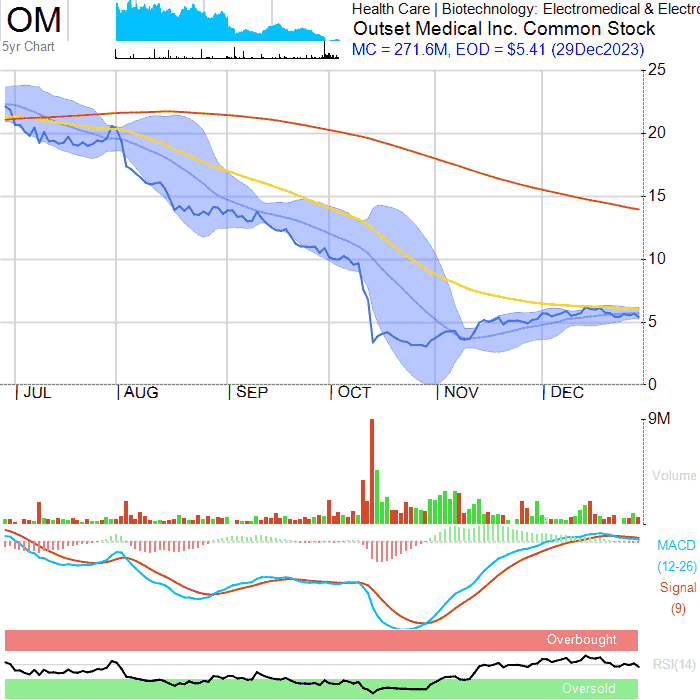 OM
5yr Chart
Health Care | Biotechnology: Electromedical & Electro
Outset Medical Inc. Common Stock
MC = 271.6M, EOD = $5.41 (29Dec2023)
25
20
15
10
5
0
JUL AUG SEP OCT NOV DEC
9M
Volume
MACD
(12-26)
Signal
(9)
Overbought
RSI(14)
Oversold